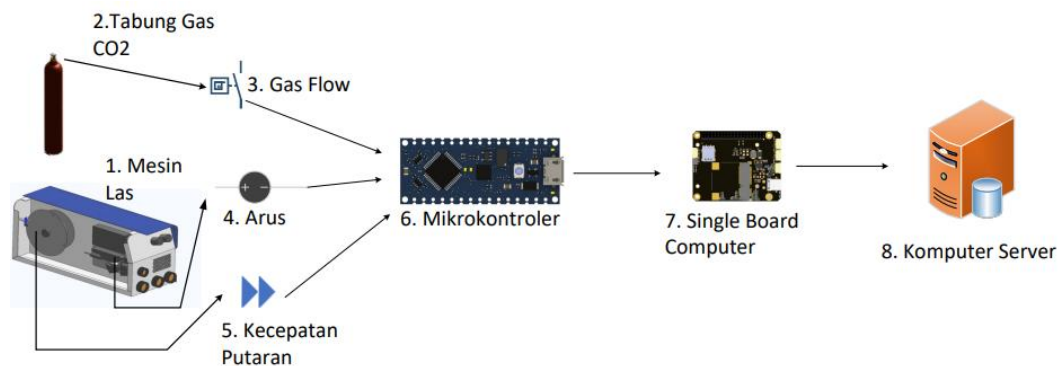 2.Tabung Gas
CO2
3. Gas Flow
1. Mesin
Las
4. Arus
5. Kecepatan
Putaran
6. Mikrokontroler
7. Single Board
Computer
8. Komputer Server